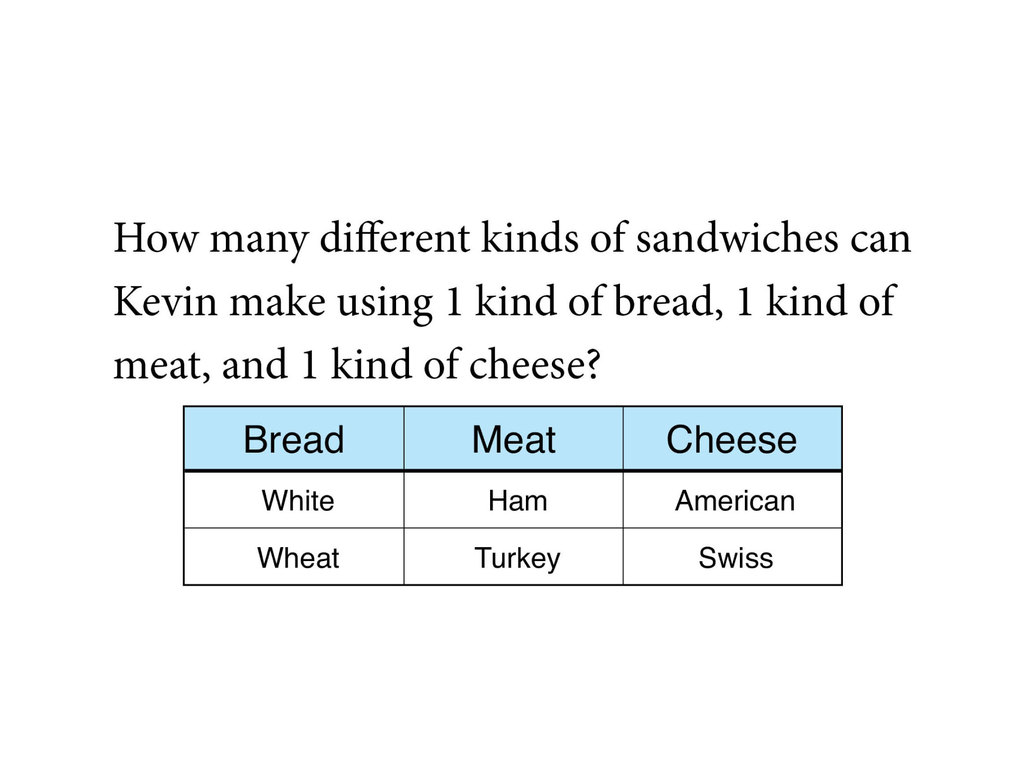 How many different kinds of sandwiches can
Kevin make using 1 kind of bread, 1 kind of
meat, and 1 kind of cheese?
Bread Meat Cheese
White Ham American
Wheat Turkey Swiss